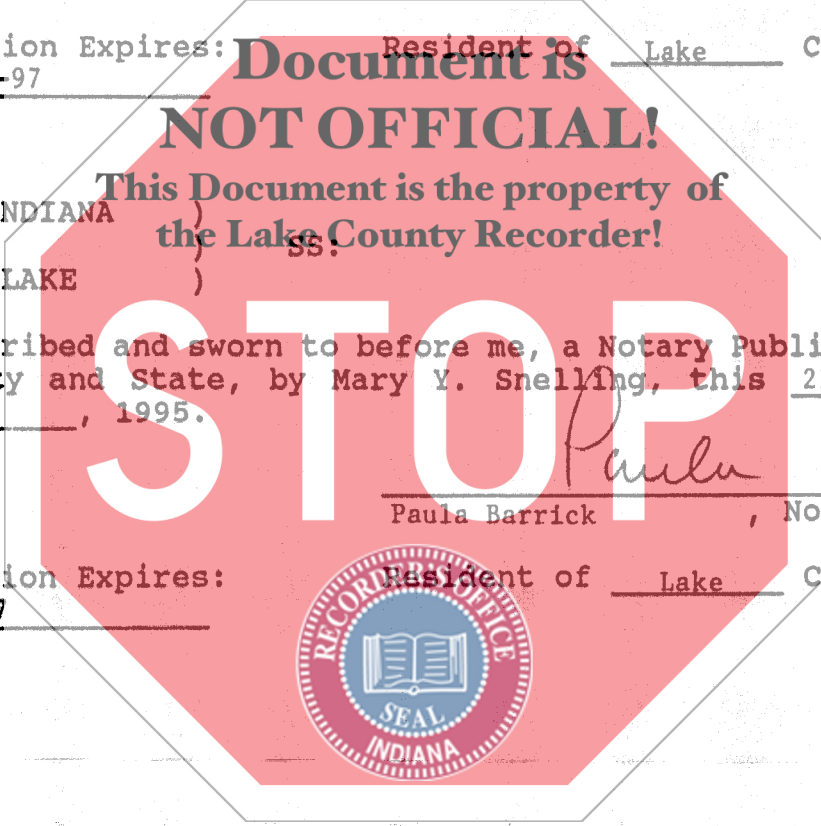 ion Expires: Resident of Lake C
-97
Document is
NOT OFFICIAL!
This Document is the property of
the Lake County Recorder!
NDIANA )
) SS:
LAKE )
STOP
ribed and sworn to before me, a Notary Publi
y and State, by Mary Y. Snelling, this 2
, 1995.
Paula
Paula Barrick , No
ion Expires: Resident of Lake C
RECORDER'S OFFICE
SEAL
INDIANA